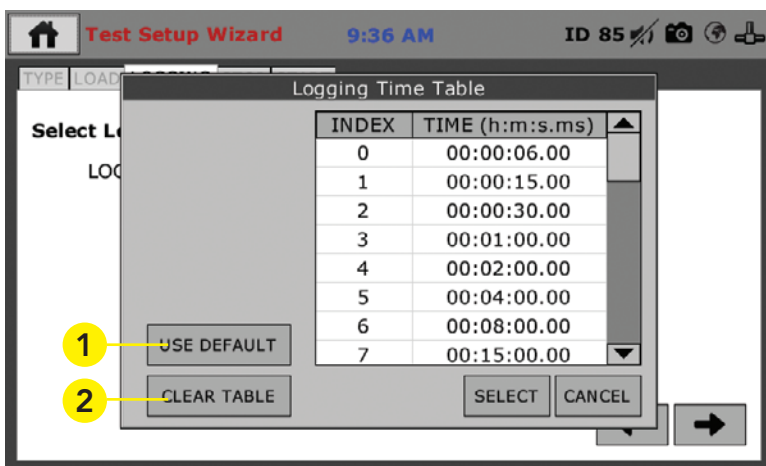 Test Setup Wizard 9:36 AM ID 85
TYPE LOAD
Logging Time Table
Select
INDEX TIME (h:m:s.ms)
0 00:00:06.00
1 00:00:15.00
2 00:00:30.00
3 00:01:00.00
4 00:02:00.00
5 00:04:00.00
6 00:08:00.00
7 00:15:00.00
1 USE DEFAULT
2 CLEAR TABLE
SELECT CANCEL